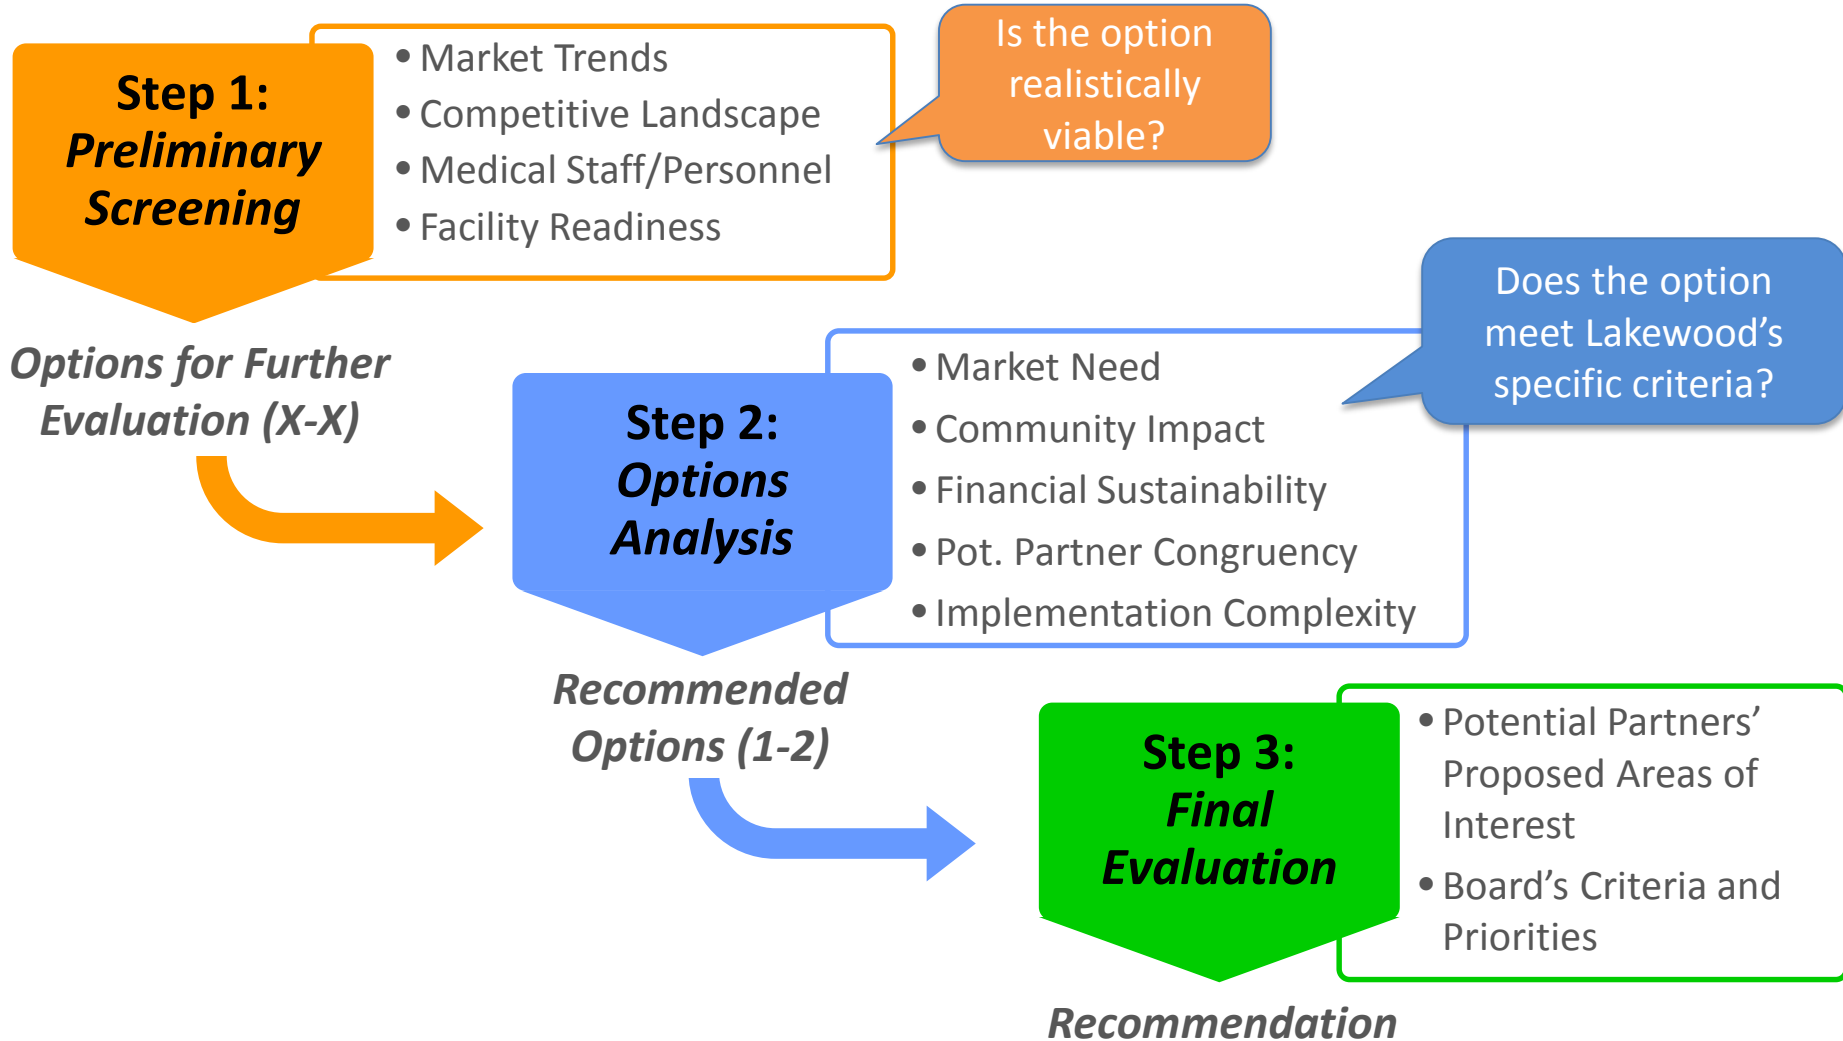 Step 1:
Preliminary
Screening
• Market Trends
• Competitive Landscape
• Medical Staff/Personnel
• Facility Readiness
Is the option
realistically
viable?
Options for Further
Evaluation (X-X)
Step 2:
Options
Analysis
• Market Need
• Community Impact
• Financial Sustainability
• Pot. Partner Congruency
• Implementation Complexity
Does the option
meet Lakewood’s
specific criteria?
Recommended
Options (1-2)
Step 3:
Final
Evaluation
• Potential Partners’
Proposed Areas of
Interest
• Board’s Criteria and
Priorities
Recommendation